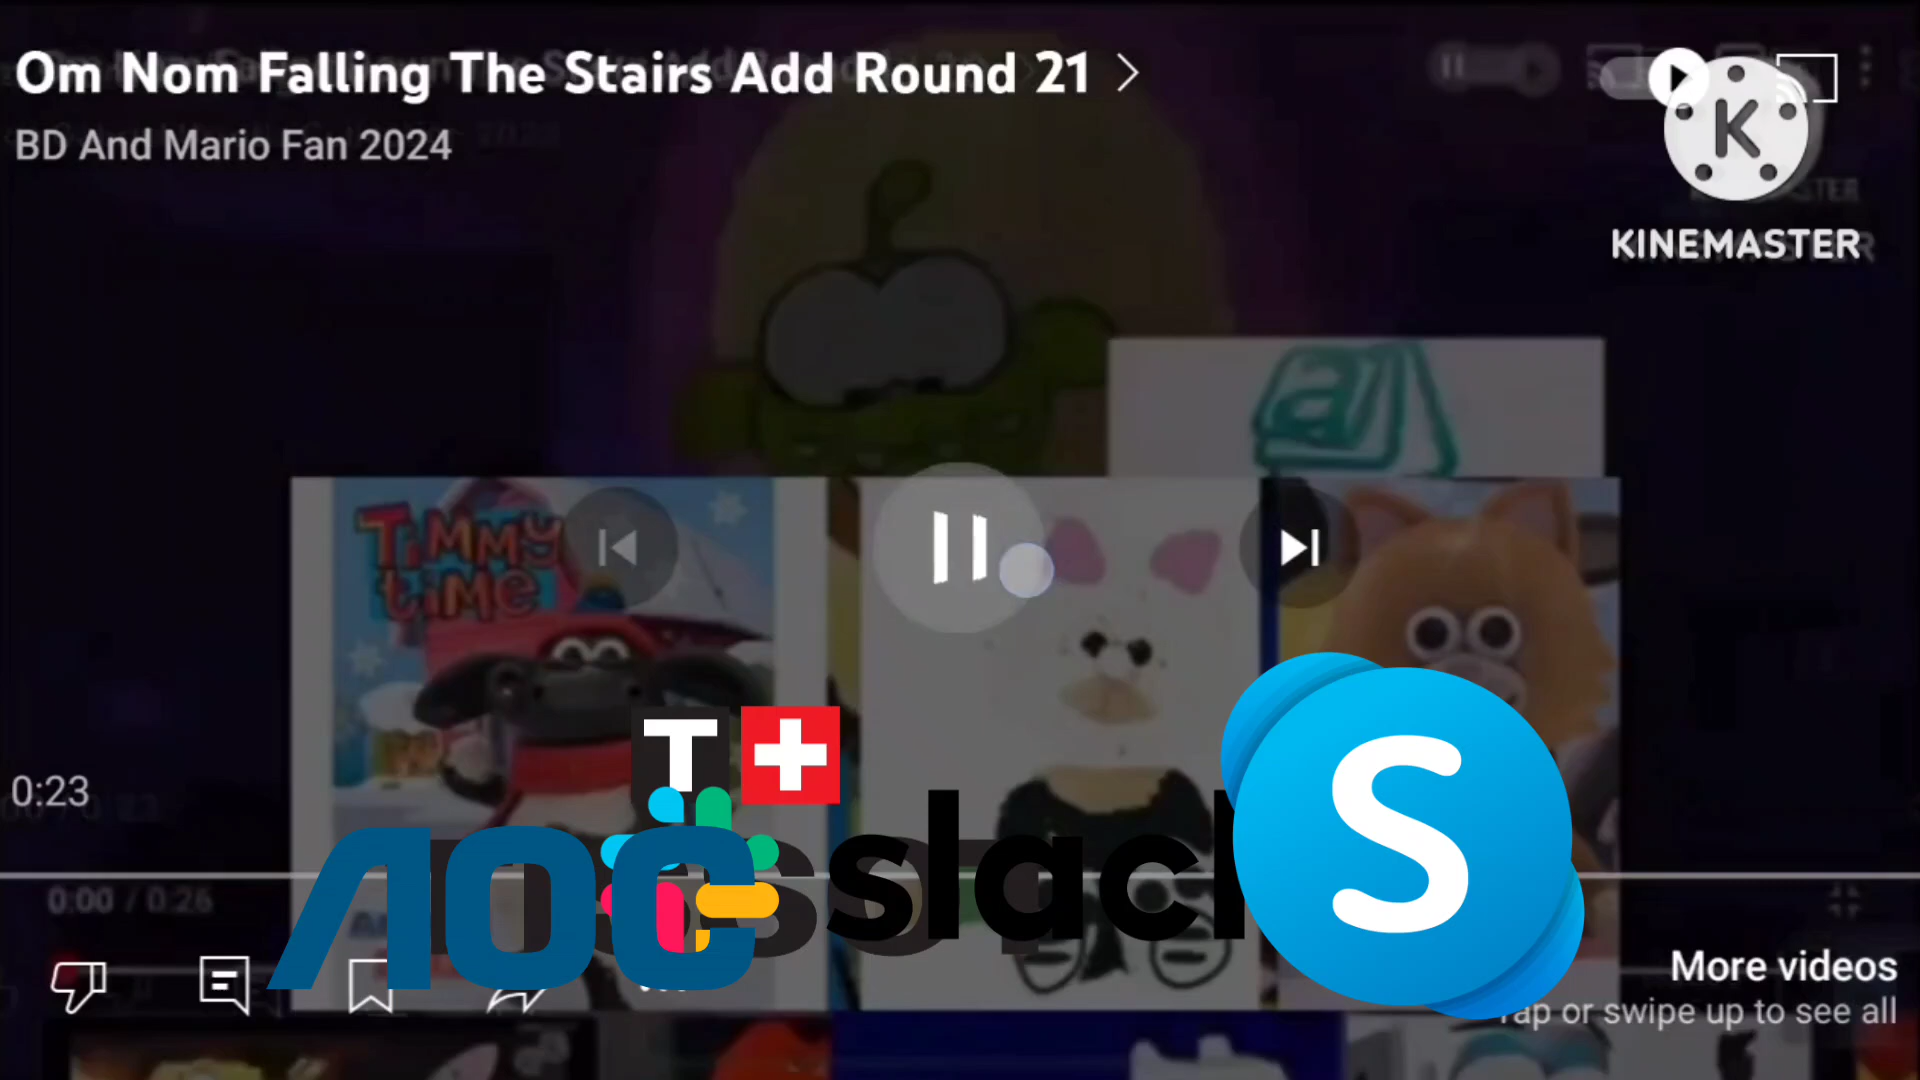 Om Nom Falling The Stairs Add Round 21
BD And Mario Fan 2024
K
KINEMASTER
a
TiMMY
tiME
T
0:23
AOC
slack
S
0:00 / 0:26
More videos
Tap or swipe up to see all